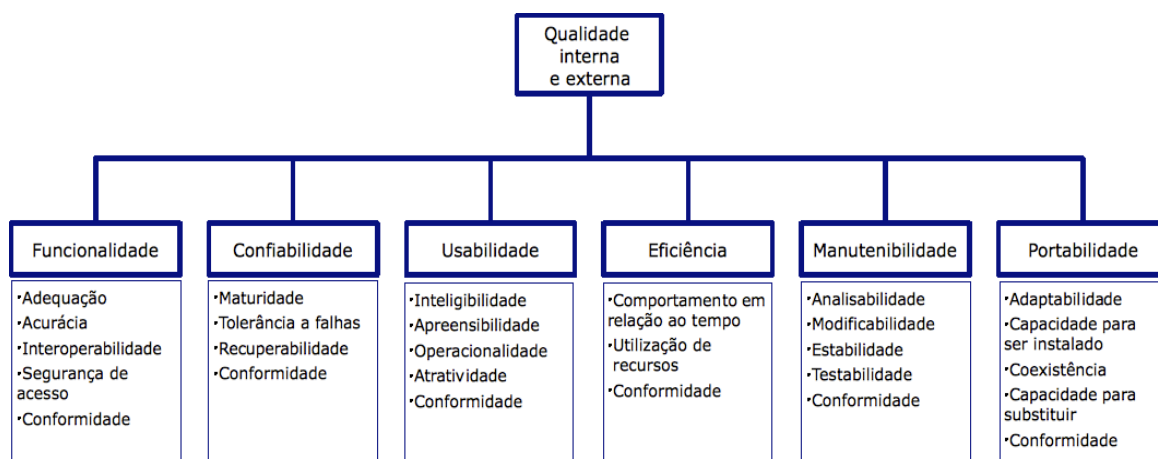 Qualidade
interna
e externa
Funcionalidade
·Adequação
·Acurácia
·Interoperabilidade
·Segurança de
acesso
·Conformidade
Confiabilidade
·Maturidade
·Tolerância a falhas
·Recuperabilidade
·Conformidade
Usabilidade
·Inteligibilidade
·Apreensibilidade
·Operacionalidade
·Atratividade
·Conformidade
Eficiência
·Comportamento em
relação ao tempo
·Utilização de
recursos
·Conformidade
Manutenibilidade
·Analisabilidade
·Modificabilidade
·Estabilidade
·Testabilidade
·Conformidade
Portabilidade
·Adaptabilidade
·Capacidade para
ser instalado
·Coexistência
·Capacidade para
substituir
·Conformidade